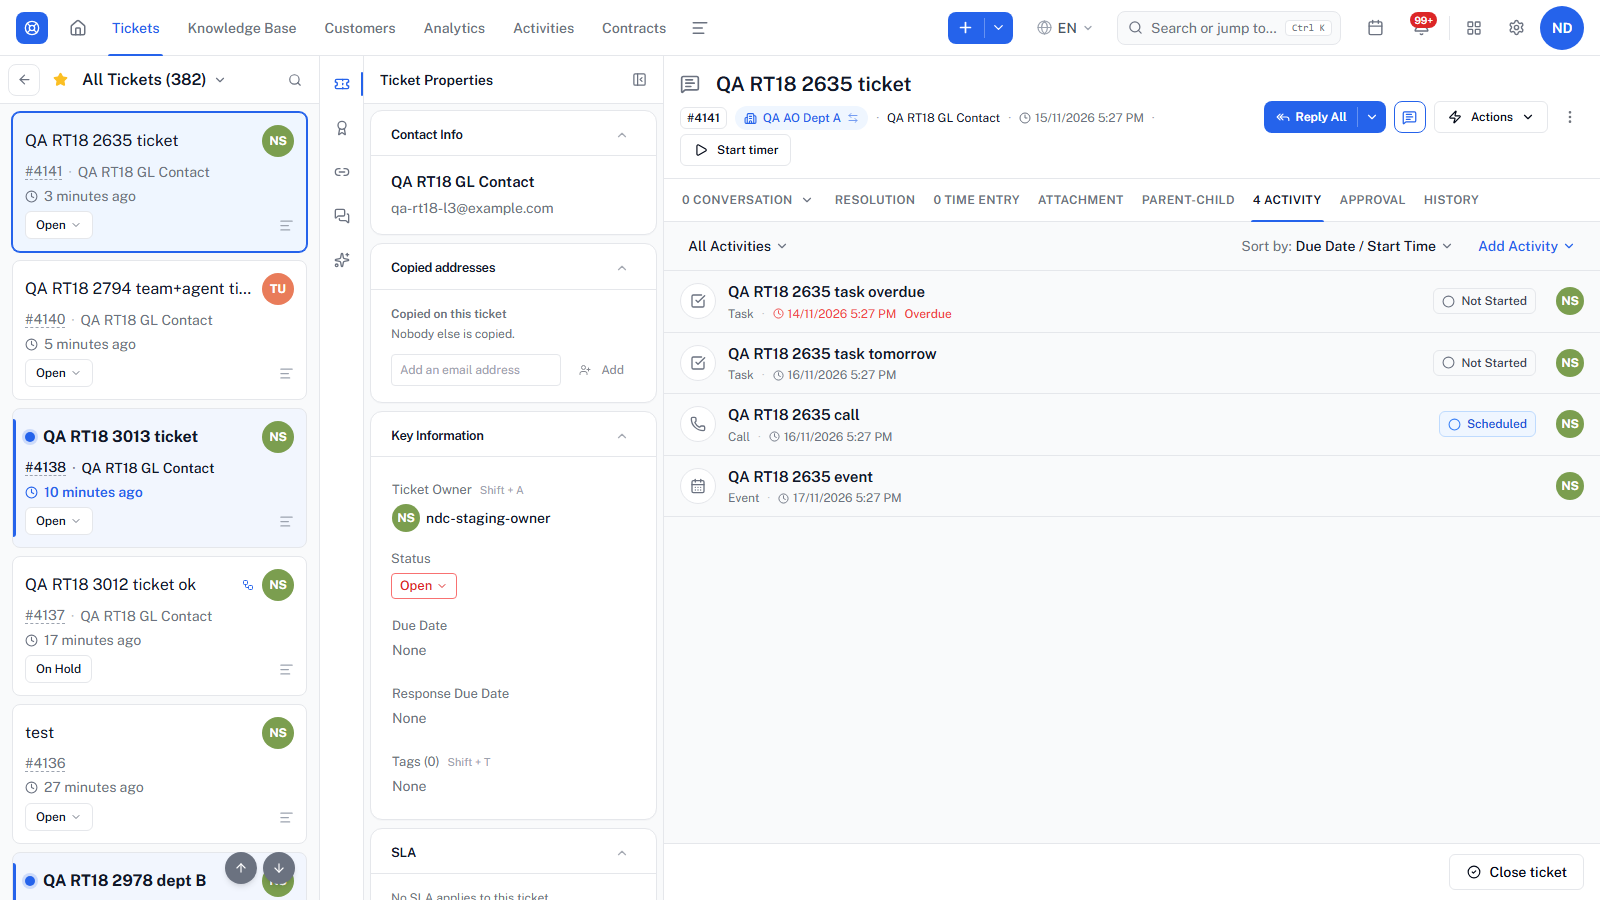 Tickets
Knowledge Base
Customers
Analytics
Activities
Contracts
EN
Search or jump to...
Ctrl K
99+
ND
All Tickets (382)
QA RT18 2635 ticket
NS
#4141 · QA RT18 GL Contact
3 minutes ago
Open
QA RT18 2794 team+agent ti...
TU
#4140 · QA RT18 GL Contact
5 minutes ago
Open
QA RT18 3013 ticket
NS
#4138 · QA RT18 GL Contact
10 minutes ago
Open
QA RT18 3012 ticket ok
NS
#4137 · QA RT18 GL Contact
17 minutes ago
On Hold
test
NS
#4136
27 minutes ago
Open
QA RT18 2978 dept B
Ticket Properties
Contact Info
QA RT18 GL Contact
qa-rt18-l3@example.com
Copied addresses
Copied on this ticket
Nobody else is copied.
Add an email address
Add
Key Information
Ticket Owner Shift + A
NS ndc-staging-owner
Status
Open
Due Date
None
Response Due Date
None
Tags (0) Shift + T
None
SLA
No SLA applies to this ticket
QA RT18 2635 ticket
#4141 QA AO Dept A · QA RT18 GL Contact · 15/11/2026 5:27 PM ·
Start timer
Reply All
Actions
0 CONVERSATION
RESOLUTION
0 TIME ENTRY
ATTACHMENT
PARENT-CHILD
4 ACTIVITY
APPROVAL
HISTORY
All Activities
Sort by: Due Date / Start Time
Add Activity
QA RT18 2635 task overdue
Task · 14/11/2026 5:27 PM Overdue
Not Started
NS
QA RT18 2635 task tomorrow
Task · 16/11/2026 5:27 PM
Not Started
NS
QA RT18 2635 call
Call · 16/11/2026 5:27 PM
Scheduled
NS
QA RT18 2635 event
Event · 17/11/2026 5:27 PM
NS
Close ticket